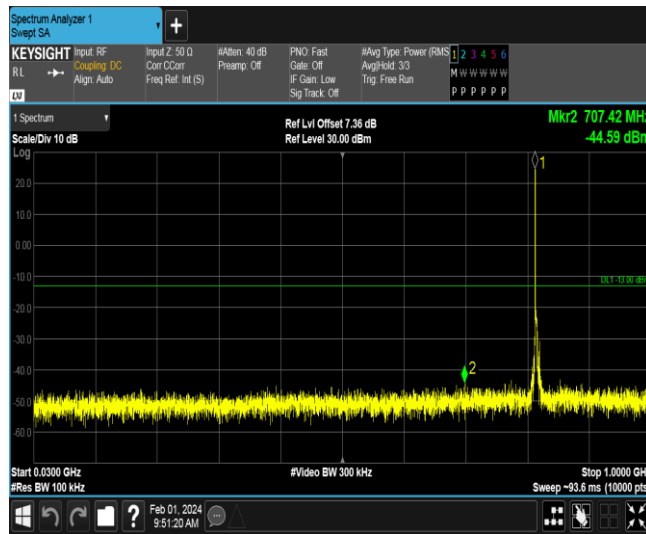 Spectrum Analyzer 1
Swept SA
+
KEYSIGHT
RL
LXI
Input: RF
Coupling: DC
Align: Auto
Input Z: 50 Ω
Corr CCorr
Freq Ref: Int (S)
#Atten: 40 dB
Preamp: Off
PNO: Fast
Gate: Off
IF Gain: Low
Sig Track: Off
#Avg Type: Power (RMS
Avg|Hold: 3/3
Trig: Free Run
1 2 3 4 5 6
M W W W W W
P P P P P P
1 Spectrum
Scale/Div 10 dB
Ref Lvl Offset 7.36 dB
Ref Level 30.00 dBm
Mkr2 707.42 MHz
-44.59 dBm
Log
20.0
10.0
0.00
-10.0
-20.0
-30.0
-40.0
-50.0
-60.0
1
DL1 -13.00 dBm
2
Start 0.0300 GHz
#Res BW 100 kHz
#Video BW 300 kHz
Stop 1.0000 GH
Sweep ~93.6 ms (10000 pts
?
Feb 01, 2024
9:51:20 AM